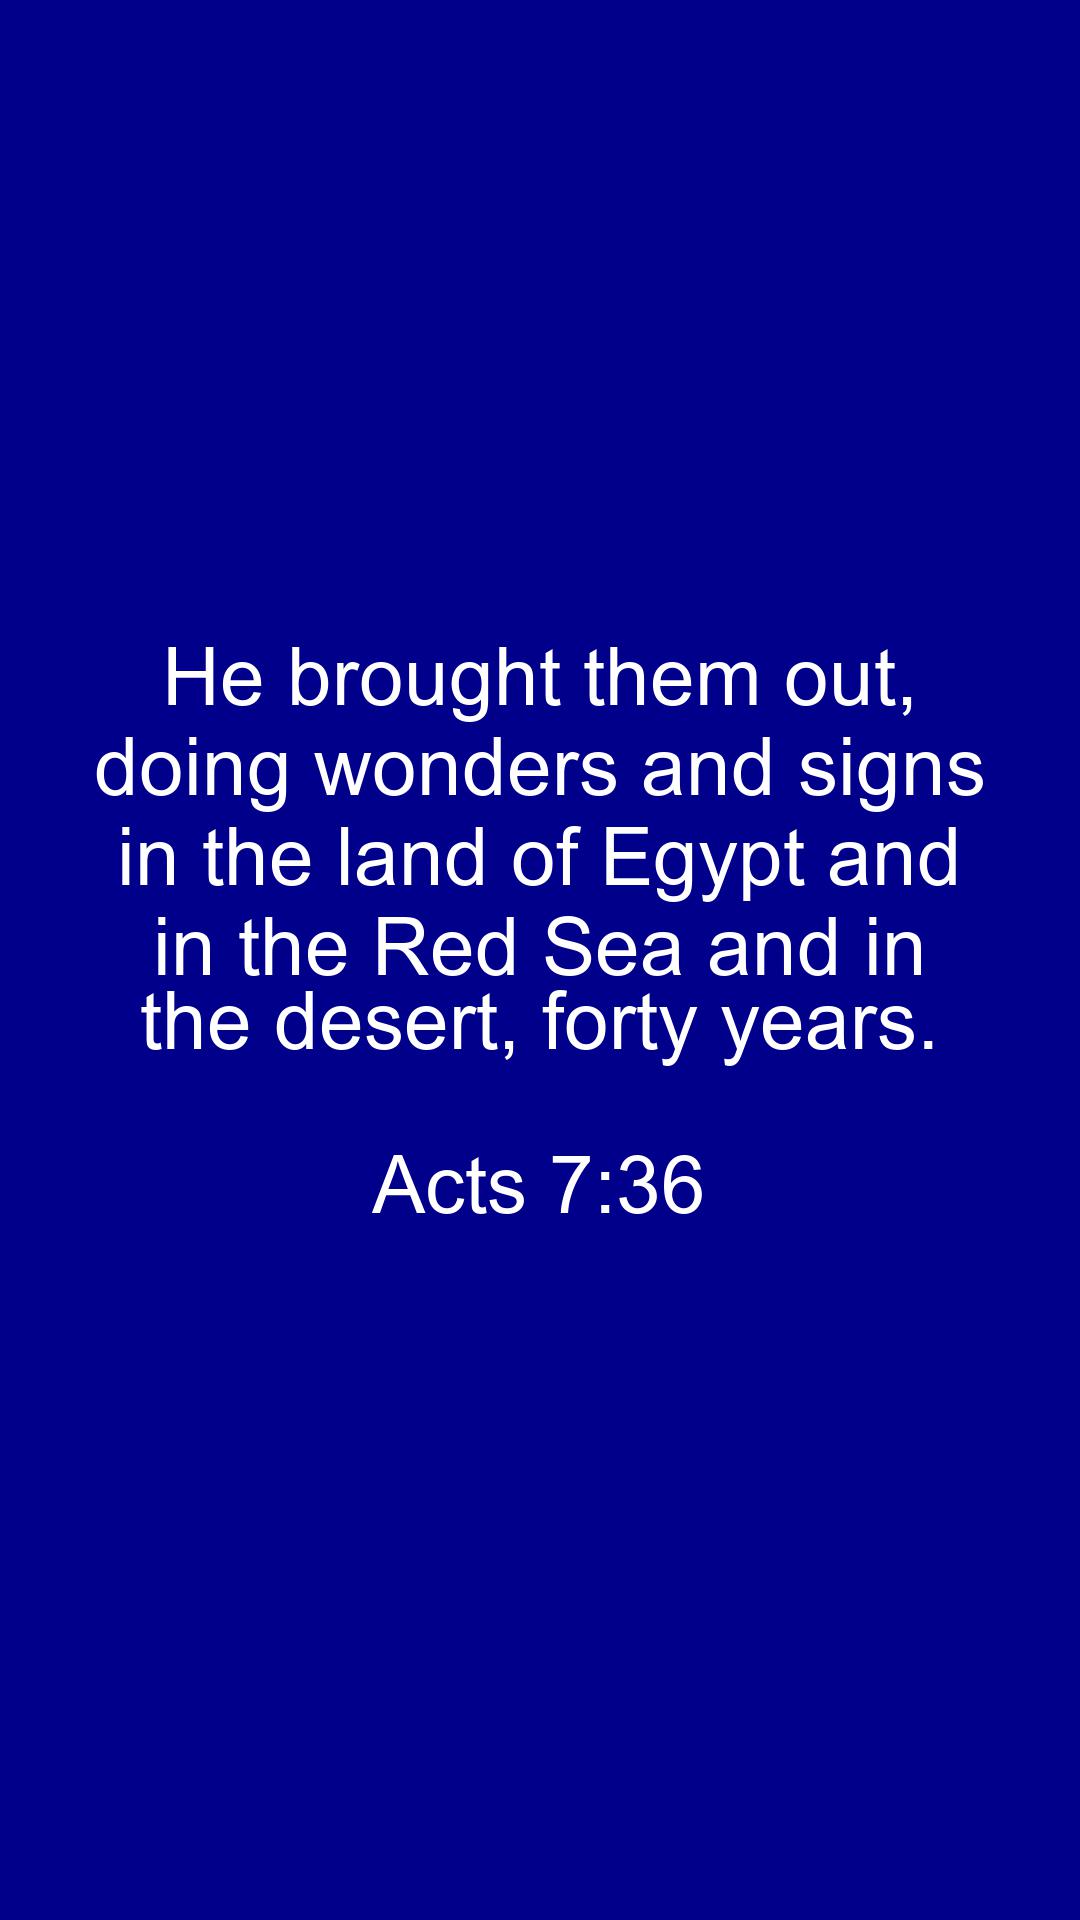 He brought them out,
doing wonders and signs
in the land of Egypt and
in the Red Sea and in
the desert, forty years.
Acts 7:36